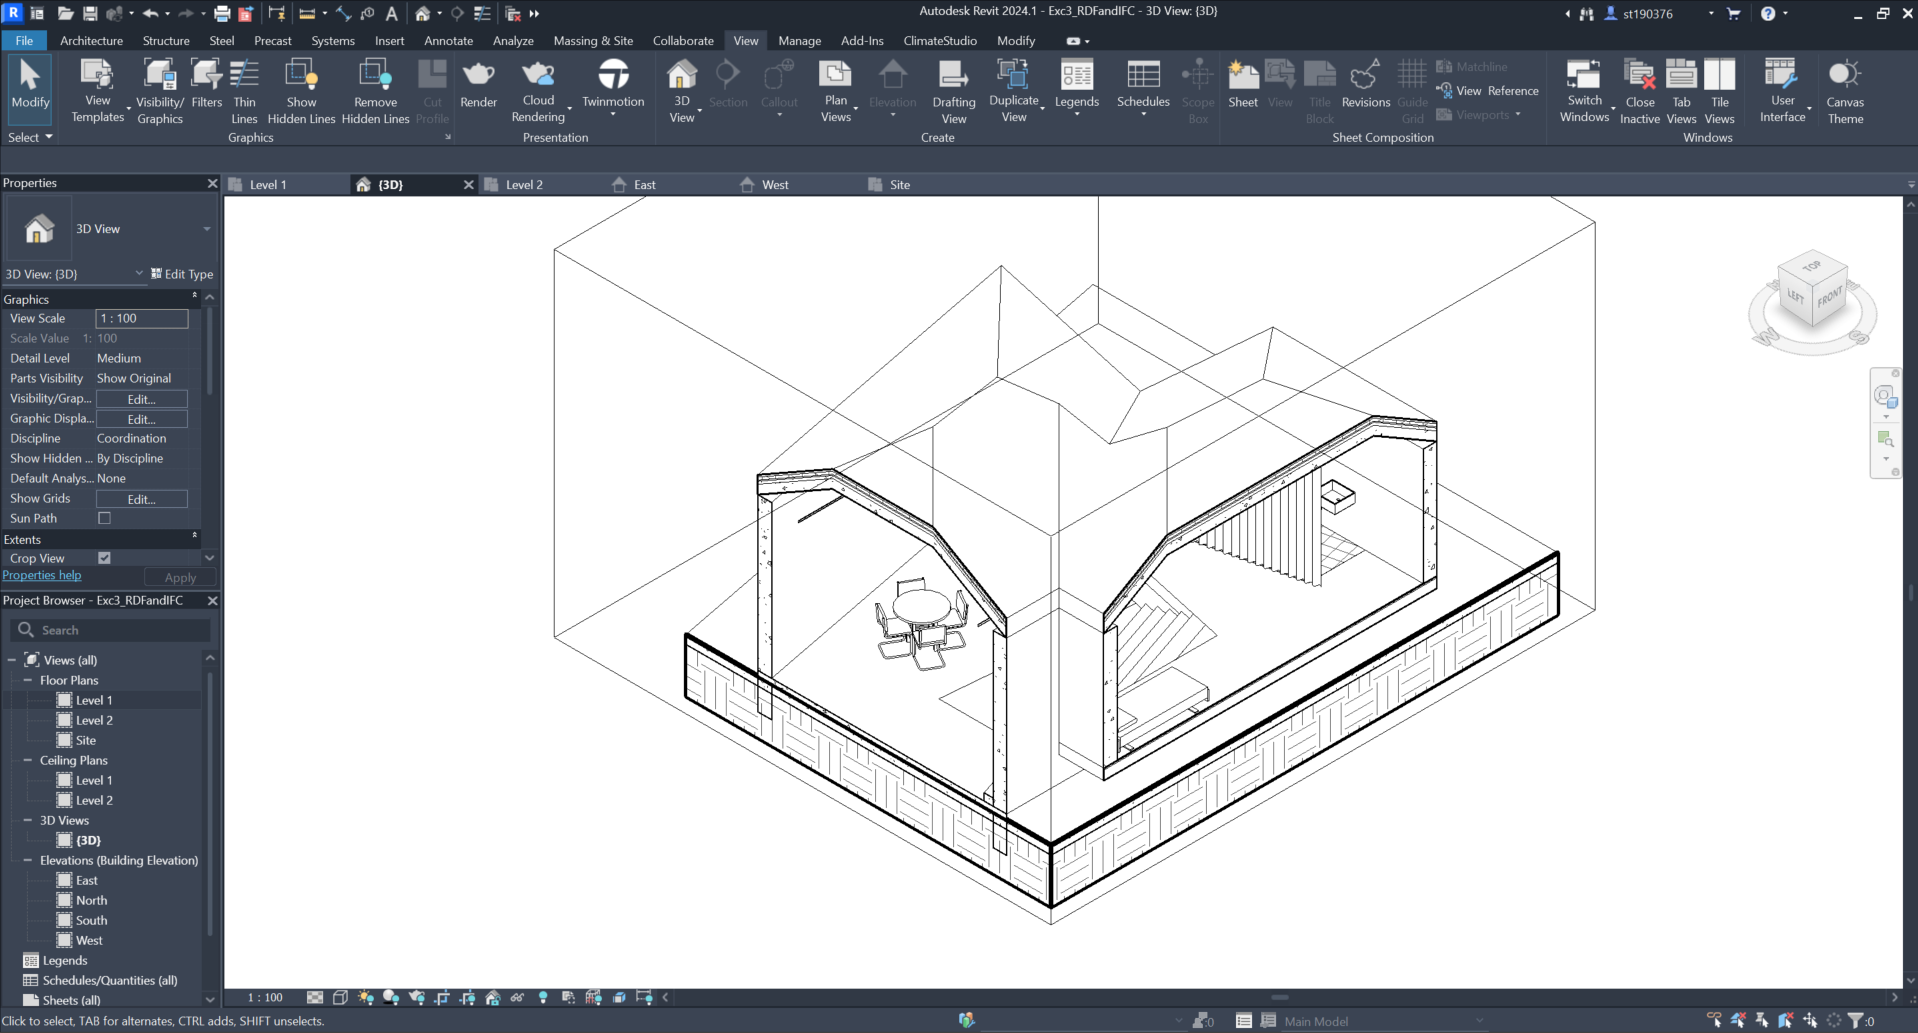 R
A
Autodesk Revit 2024.1 - Exc3_RDFandIFC - 3D View: {3D}
st190376
?
File Architecture Structure Steel Precast Systems Insert Annotate Analyze Massing & Site Collaborate View Manage Add-Ins ClimateStudio Modify
Modify
View Templates
Visibility/ Graphics
Filters
Thin Lines
Show Hidden Lines
Remove Hidden Lines
Cut Profile
Render
Cloud Rendering
Twinmotion
3D View
Section
Callout
Plan Views
Elevation
Drafting View
Duplicate View
Legends
Schedules
Scope Box
Sheet
View
Title Block
Revisions
Guide Grid
Matchline
View Reference
Viewports
Switch Windows
Close Inactive
Tab Views
Tile Views
User Interface
Canvas Theme
Select Graphics Presentation Create Sheet Composition Windows
Properties
Level 1 {3D} Level 2 East West Site
3D View
3D View: {3D} Edit Type
Graphics
View Scale 1 : 100
Scale Value 1: 100
Detail Level Medium
Parts Visibility Show Original
Visibility/Grap... Edit...
Graphic Displa... Edit...
Discipline Coordination
Show Hidden ... By Discipline
Default Analys... None
Show Grids Edit...
Sun Path
Extents
Crop View
Properties help Apply
Project Browser - Exc3_RDFandIFC
Search
Views (all)
Floor Plans
Level 1
Level 2
Site
Ceiling Plans
Level 1
Level 2
3D Views
{3D}
Elevations (Building Elevation)
East
North
South
West
Legends
Schedules/Quantities (all)
Sheets (all)
TOP
LEFT FRONT
W S
1 : 100
Click to select, TAB for alternates, CTRL adds, SHIFT unselects.
:0
Main Model
:0